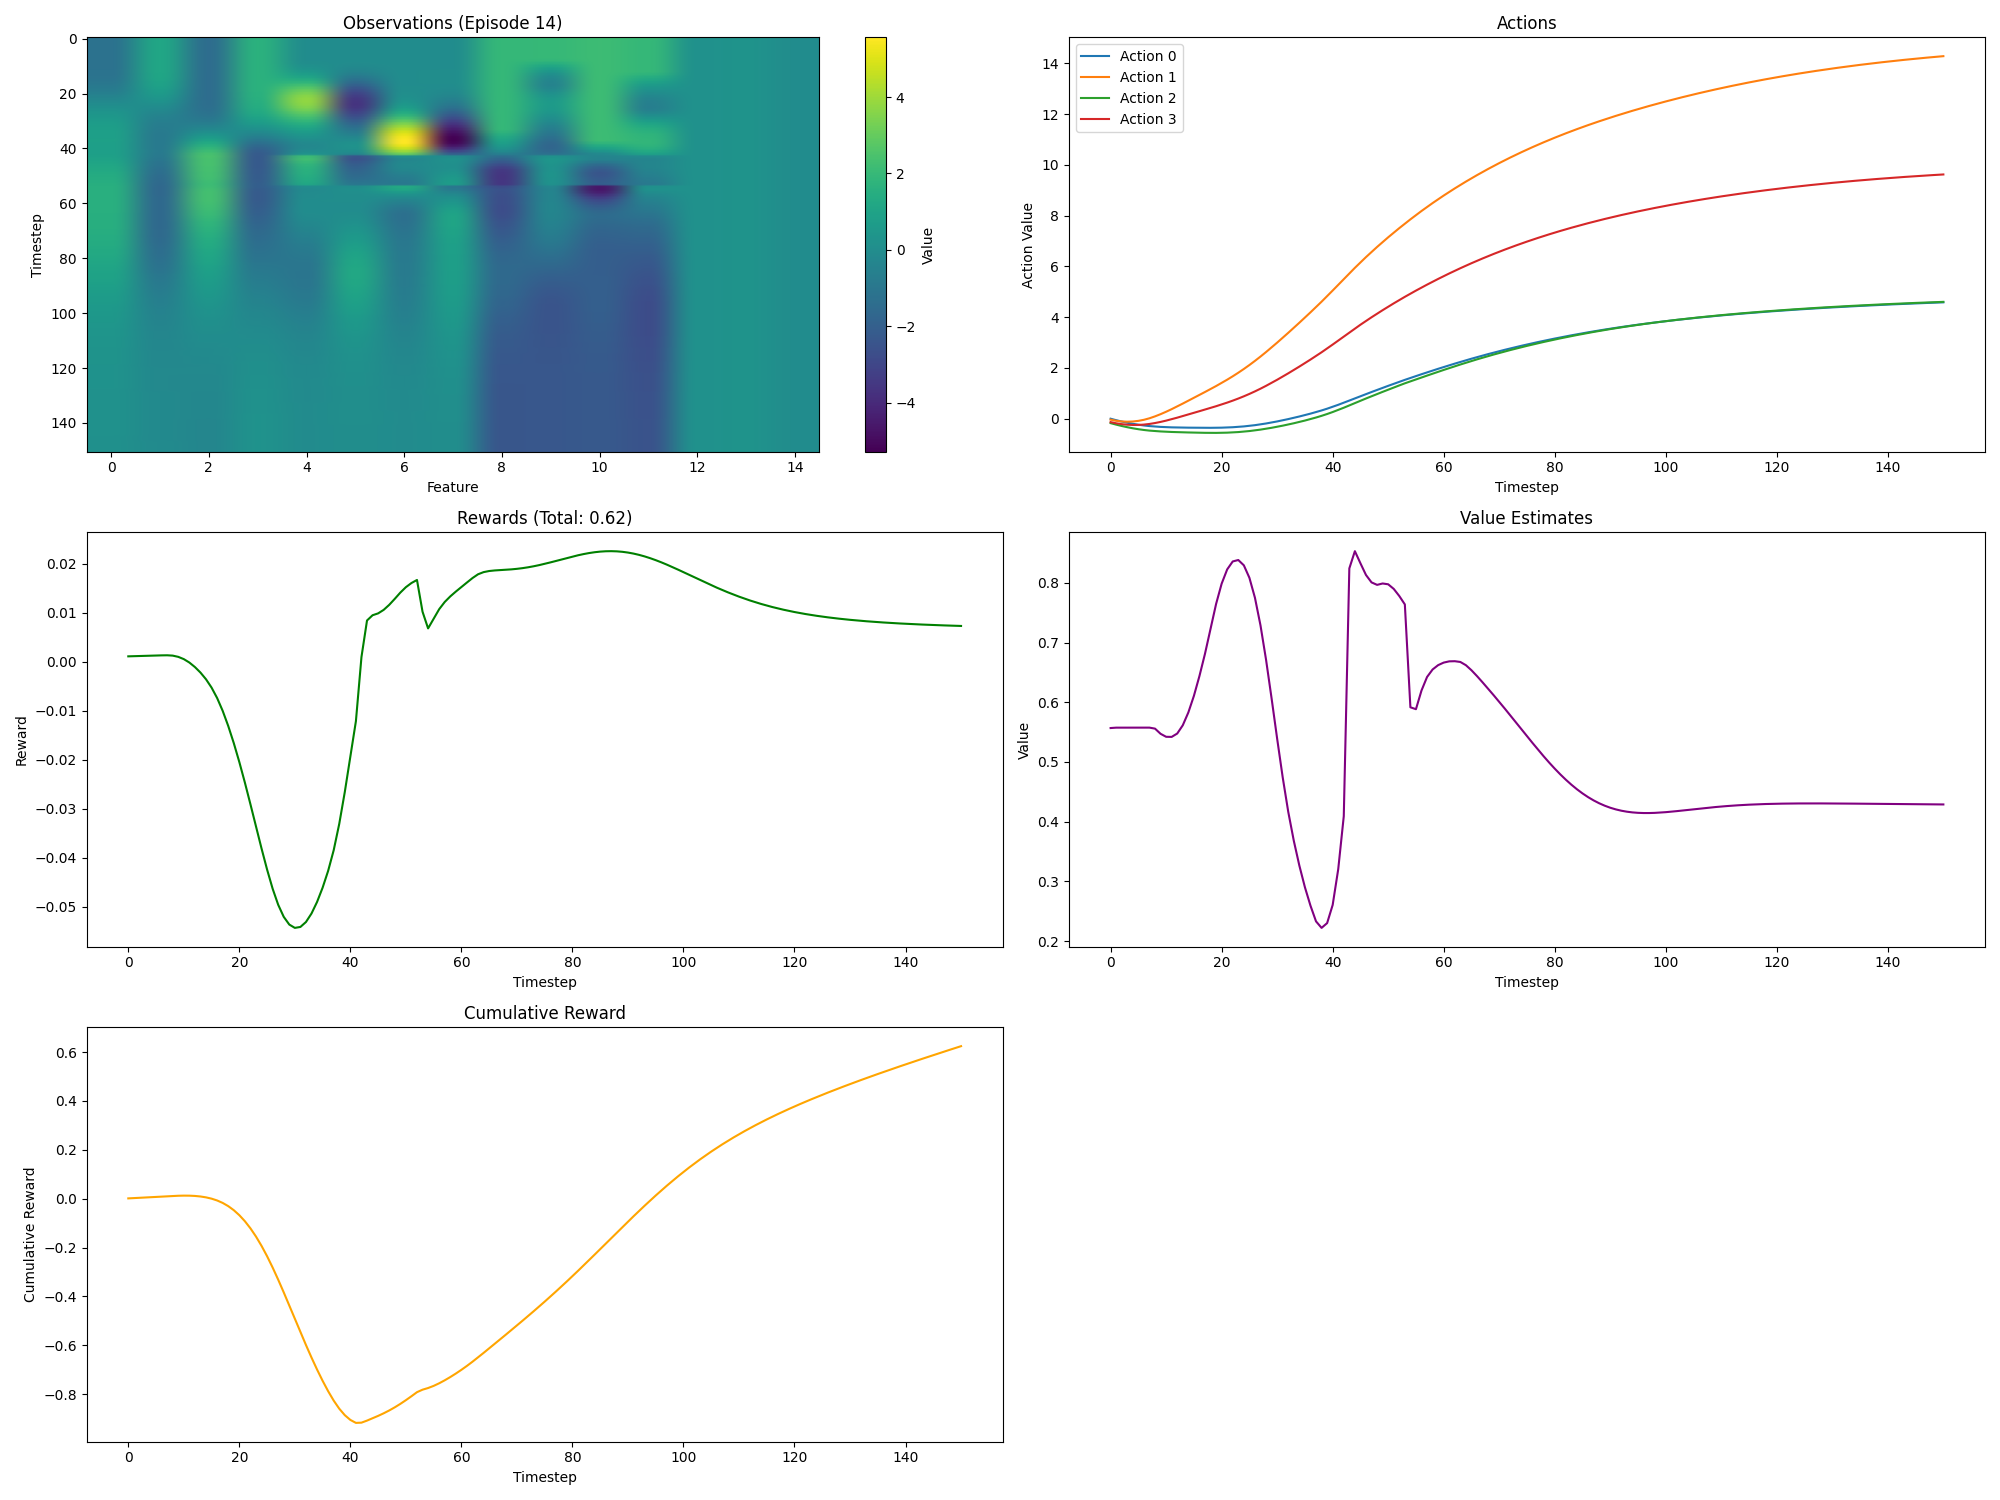 Observations (Episode 14)
0
20
40
60
80
100
120
140
Timestep
0 2 4 6 8 10 12 14
Feature
4
2
0
−2
−4
Value
Actions
Action 0
Action 1
Action 2
Action 3
14
12
10
8
6
4
2
0
Action Value
0 20 40 60 80 100 120 140
Timestep
Rewards (Total: 0.62)
0.02
0.01
0.00
−0.01
−0.02
−0.03
−0.04
−0.05
Reward
0 20 40 60 80 100 120 140
Timestep
Value Estimates
0.8
0.7
0.6
0.5
0.4
0.3
0.2
Value
0 20 40 60 80 100 120 140
Timestep
Cumulative Reward
0.6
0.4
0.2
0.0
−0.2
−0.4
−0.6
−0.8
Cumulative Reward
0 20 40 60 80 100 120 140
Timestep